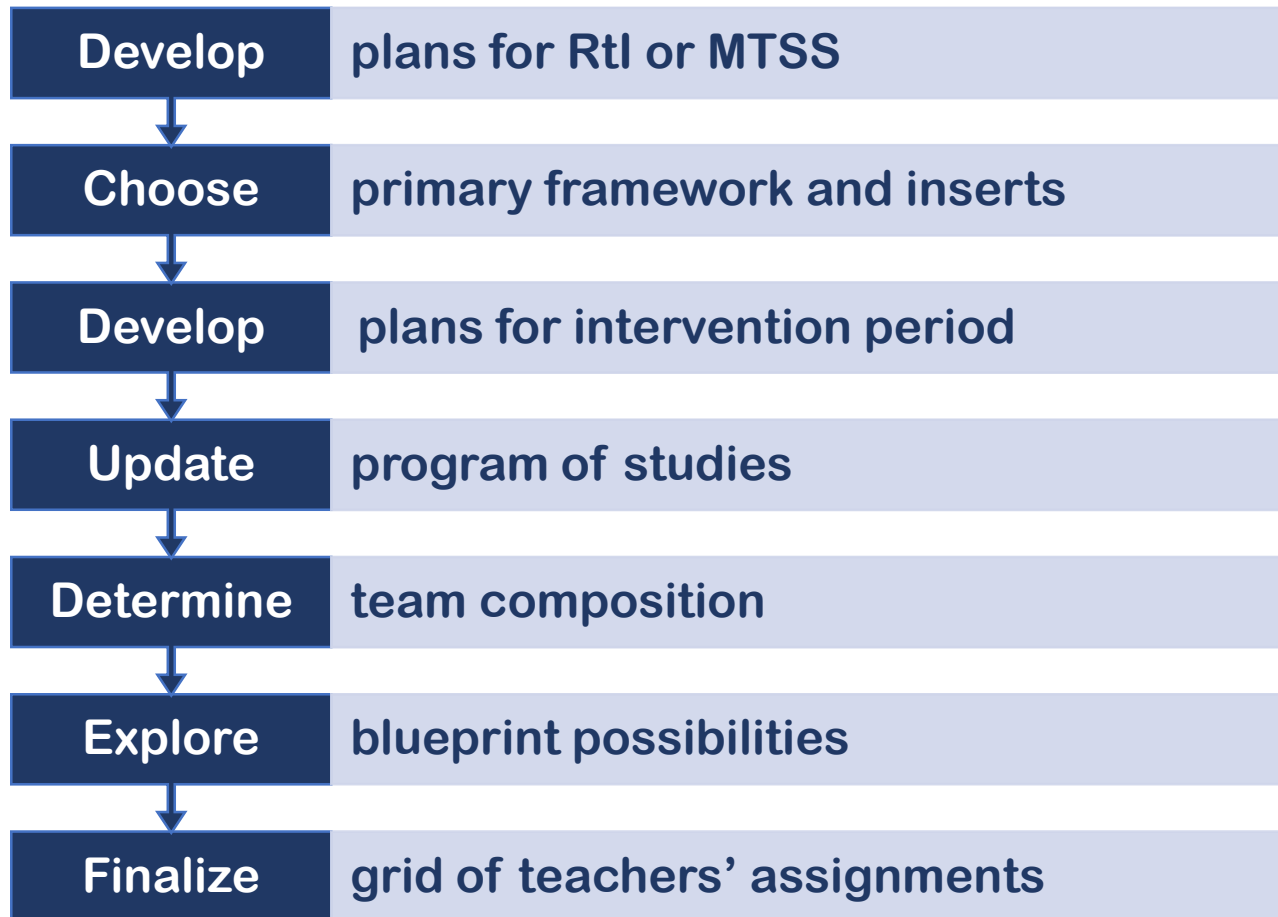 Develop plans for RtI or MTSS
Choose primary framework and inserts
Develop plans for intervention period
Update program of studies
Determine team composition
Explore blueprint possibilities
Finalize grid of teachers’ assignments